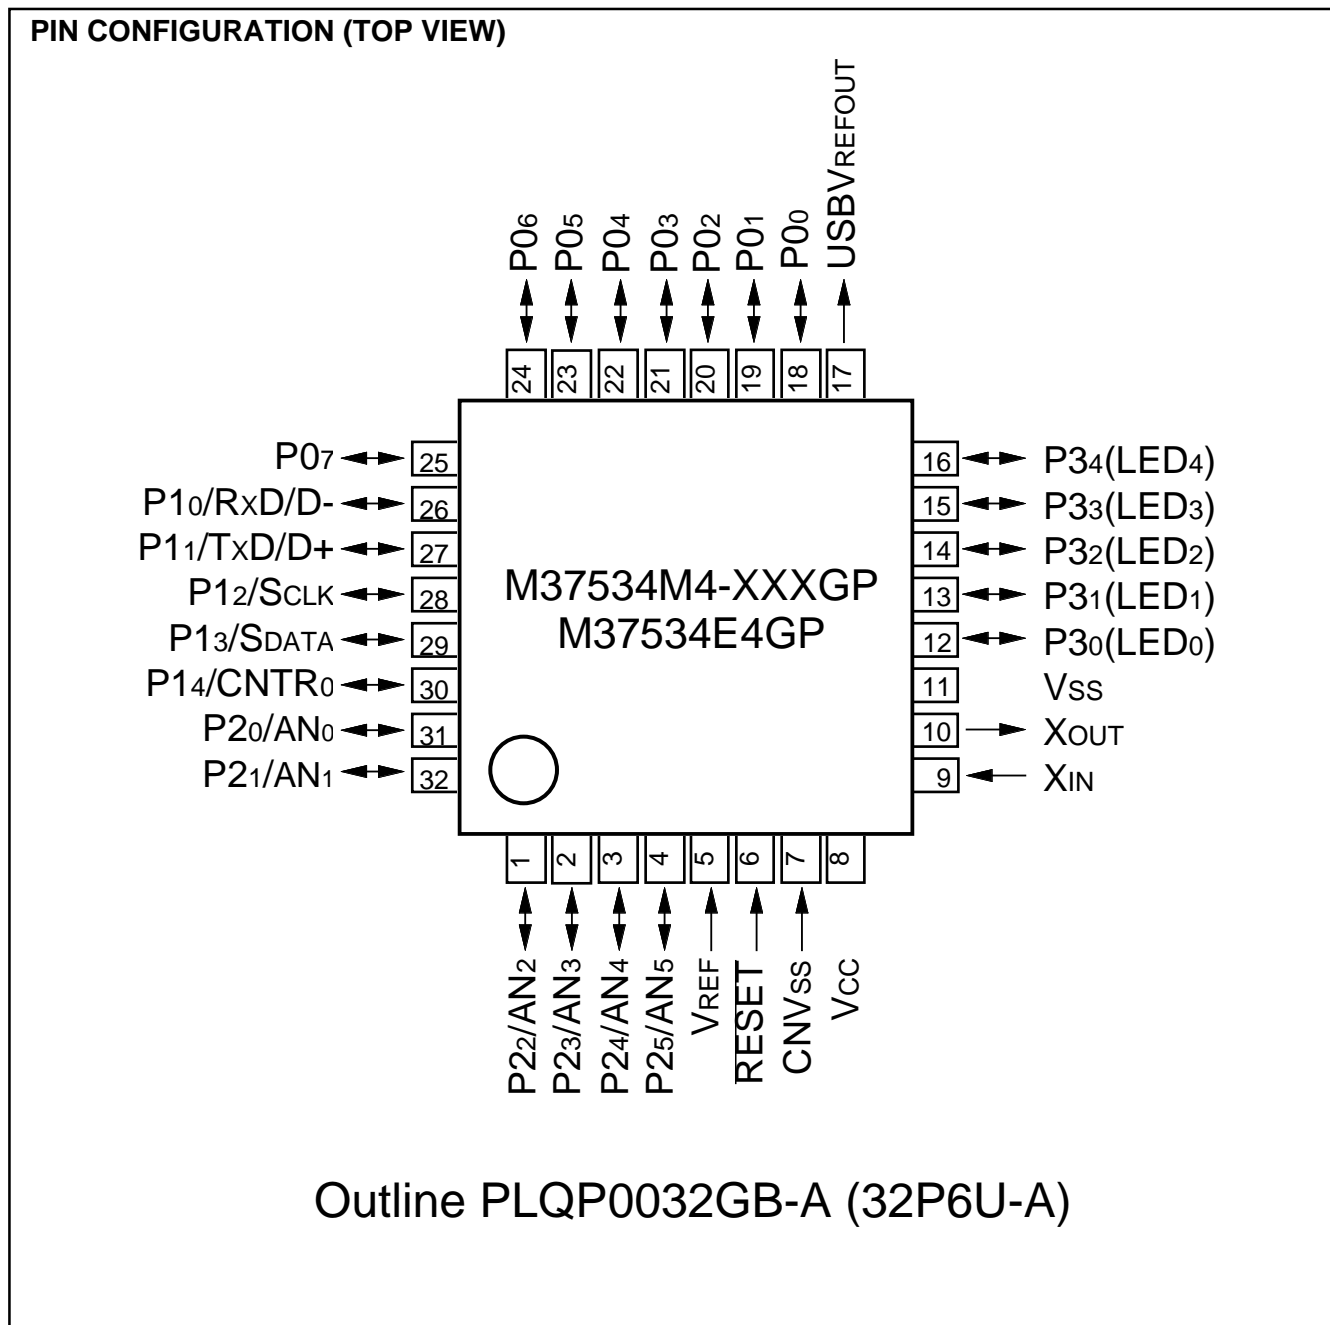 PIN CONFIGURATION (TOP VIEW)
P06
P05
P04
P03
P02
P01
P00
USBVREFOUT
24
23
22
21
20
19
18
17
P07
25
P10/RxD/D-
26
P11/TxD/D+
27
P12/SCLK
28
P13/SDATA
29
P14/CNTR0
30
P20/AN0
31
P21/AN1
32
M37534M4-XXXGP
M37534E4GP
16
P34(LED4)
15
P33(LED3)
14
P32(LED2)
13
P31(LED1)
12
P30(LED0)
11
VSS
10
XOUT
9
XIN
1
2
3
4
5
6
7
8
P22/AN2
P23/AN3
P24/AN4
P25/AN5
VREF
RESET
CNVSS
VCC
Outline PLQP0032GB-A (32P6U-A)